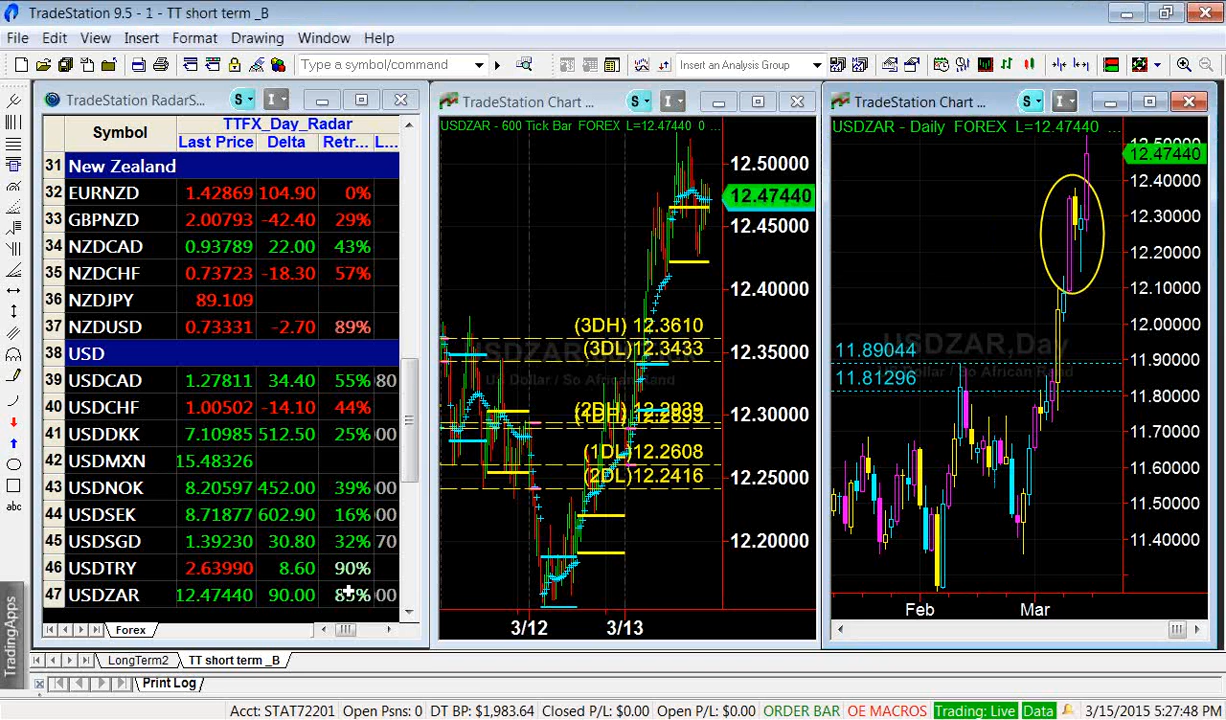 TradeStation 9.5 - 1 - TT short term _B
File Edit View Insert Format Drawing Window Help
Type a symbol/command
Insert an Analysis Group
TradeStation RadarS...
S
I
TTFX_Day_Radar
Symbol Last Price Delta Retr... L...
31 New Zealand
32 EURNZD 1.42869 104.90 0%
33 GBPNZD 2.00793 -42.40 29%
34 NZDCAD 0.93789 22.00 43%
35 NZDCHF 0.73723 -18.30 57%
36 NZDJPY 89.109
37 NZDUSD 0.73331 -2.70 89%
38 USD
39 USDCAD 1.27811 34.40 55% 80
40 USDCHF 1.00502 -14.10 44%
41 USDDKK 7.10985 512.50 25% 00
42 USDMXN 15.48326
43 USDNOK 8.20597 452.00 39% 00
44 USDSEK 8.71877 602.90 16% 00
45 USDSGD 1.39230 30.80 32% 70
46 USDTRY 2.63990 8.60 90%
47 USDZAR 12.47440 90.00 85% 00
Forex
TradeStation Chart ...
S
I
USDZAR - 600 Tick Bar FOREX L=12.47440 0 ...
12.50000
12.47440
12.45000
12.40000
12.35000
12.30000
12.25000
12.20000
(3DH) 12.3610
(3DL)12.3433
(1DL)12.2608
(2DL)12.2416
3/12 3/13
TradeStation Chart ...
S
I
USDZAR - Daily FOREX L=12.47440 ...
12.50000
12.47440
12.40000
12.30000
12.20000
12.10000
12.00000
11.90000
11.80000
11.70000
11.60000
11.50000
11.40000
11.89044
11.81296
USDZAR,Day
Feb Mar
TradingApps
LongTerm2 TT short term _B
Print Log
Acct: STAT72201 Open Psns: 0 DT BP: $1,983.64 Closed P/L: $0.00 Open P/L: $0.00 ORDER BAR OE MACROS Trading: Live Data 3/15/2015 5:27:48 PM